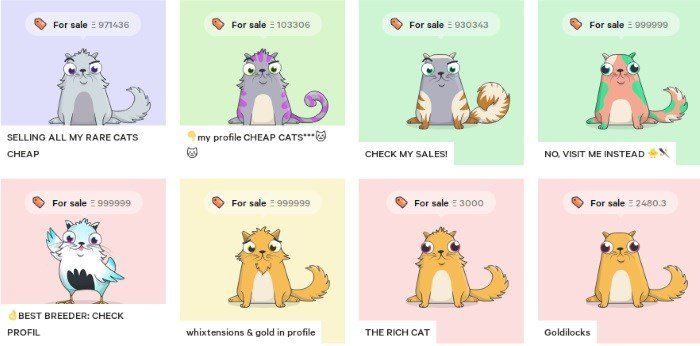 For sale Ξ 971436
For sale Ξ 103306
For sale Ξ 930343
For sale Ξ 999999
SELLING ALL MY RARE CATS
CHEAP
👇my profile CHEAP CATS***🐱
🐱
CHECK MY SALES!
NO, VISIT ME INSTEAD
For sale Ξ 999999
For sale Ξ 999999
For sale Ξ 3000
For sale Ξ 2480.3
👌BEST BREEDER: CHECK
PROFIL
whixtensions & gold in profile
THE RICH CAT
Goldilocks